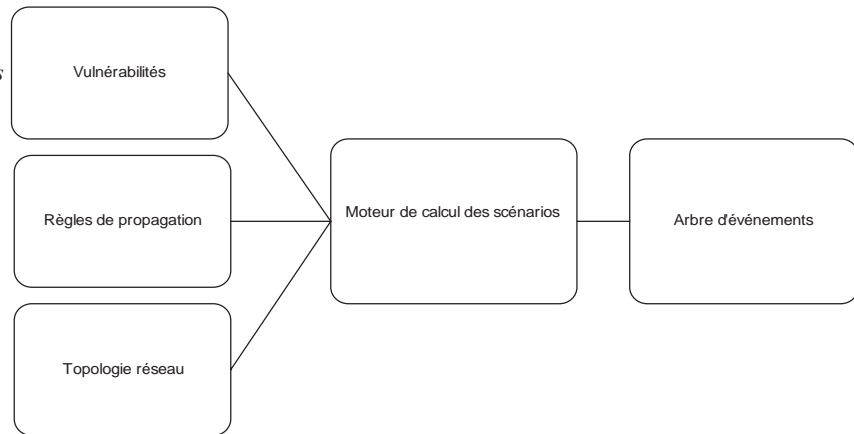 Vulnérabilités
Règles de propagation
Moteur de calcul des scénarios
Arbre d'événements
Topologie réseau